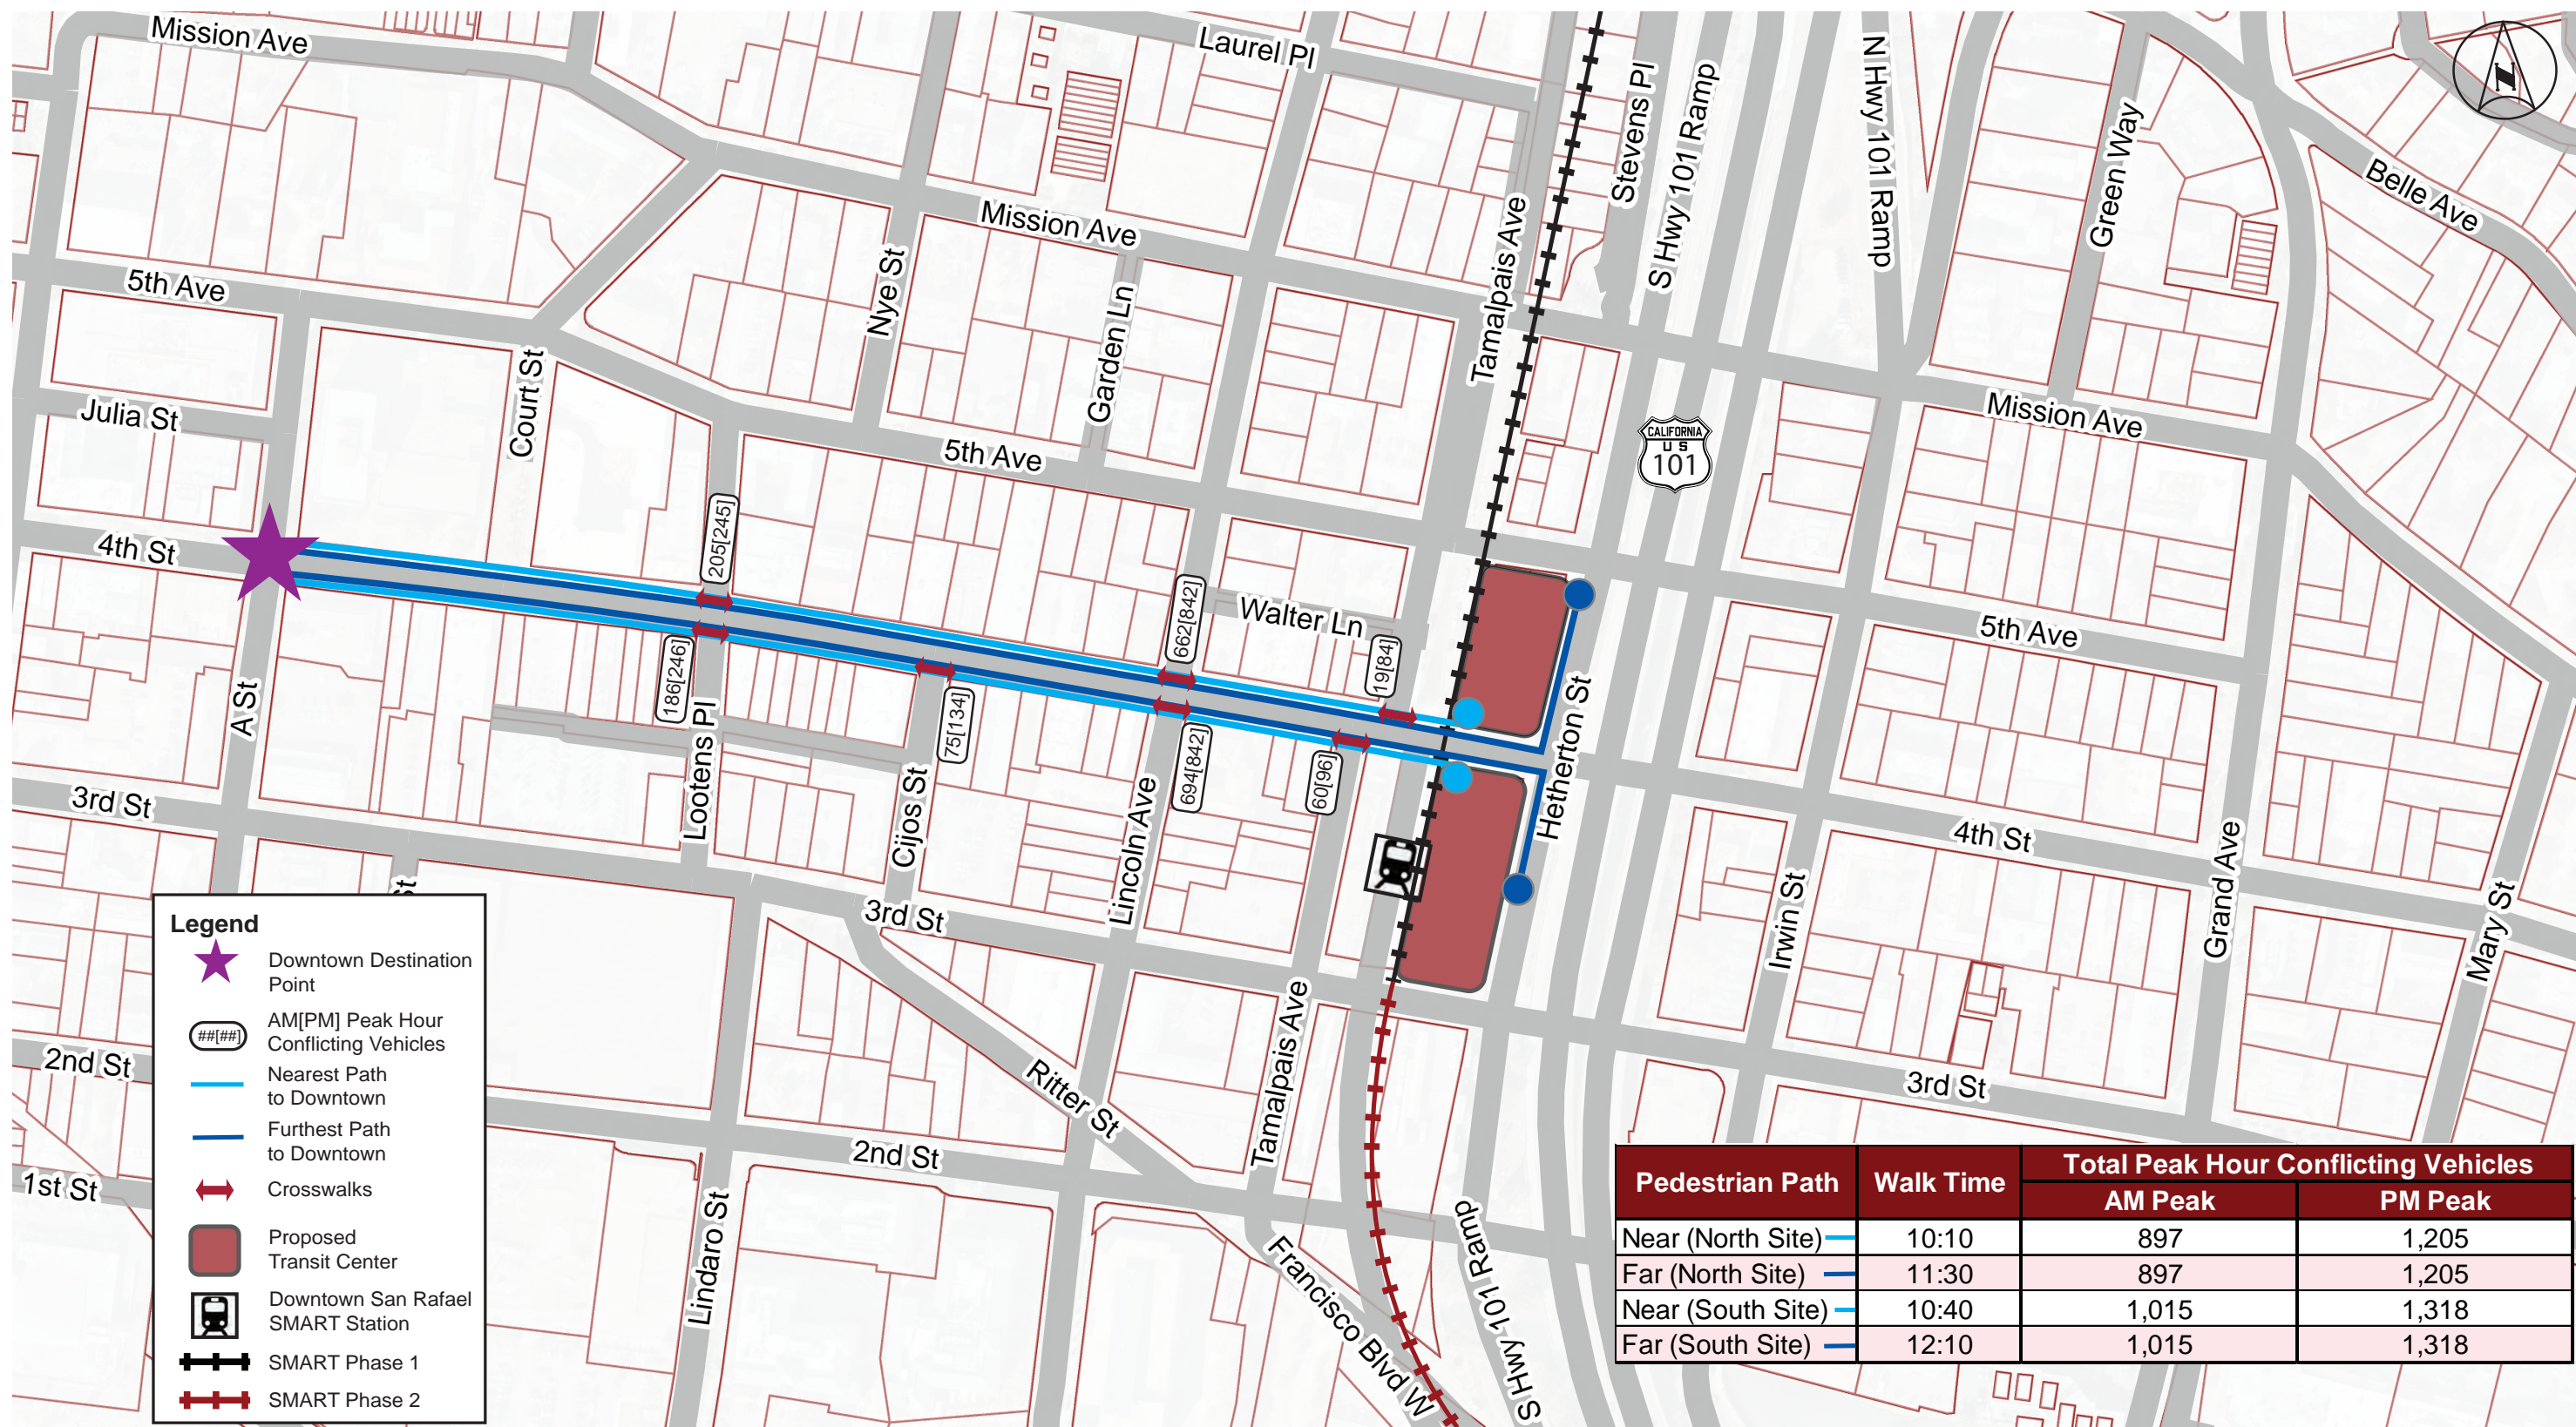 Mission Ave
Laurel Pl
Stevens Pl
S Hwy 101 Ramp
N Hwy 101 Ramp
Green Way
Belle Ave
N
Mission Ave
Tamalpais Ave
5th Ave
Nye St
Garden Ln
Court St
Julia St
CALIFORNIA
U S
101
Mission Ave
5th Ave
4th St
205[245]
662[842]
Walter Ln
19[84]
5th Ave
186[246]
75[134]
694[842]
60[96]
Hetherton St
A St
Lootens Pl
Cijos St
Lincoln Ave
3rd St
4th St
Irwin St
Grand Ave
Mary St
St
3rd St
Tamalpais Ave
2nd St
Ritter St
3rd St
2nd St
1st St
Lindaro St
Francisco Blvd W
S Hwy 101 Ramp
Legend
Downtown Destination
Point
##[##]
AM[PM] Peak Hour
Conflicting Vehicles
Nearest Path
to Downtown
Furthest Path
to Downtown
Crosswalks
Proposed
Transit Center
Downtown San Rafael
SMART Station
SMART Phase 1
SMART Phase 2
Pedestrian Path Walk Time Total Peak Hour Conflicting Vehicles
AM Peak PM Peak
Near (North Site) 10:10 897 1,205
Far (North Site) 11:30 897 1,205
Near (South Site) 10:40 1,015 1,318
Far (South Site) 12:10 1,015 1,318